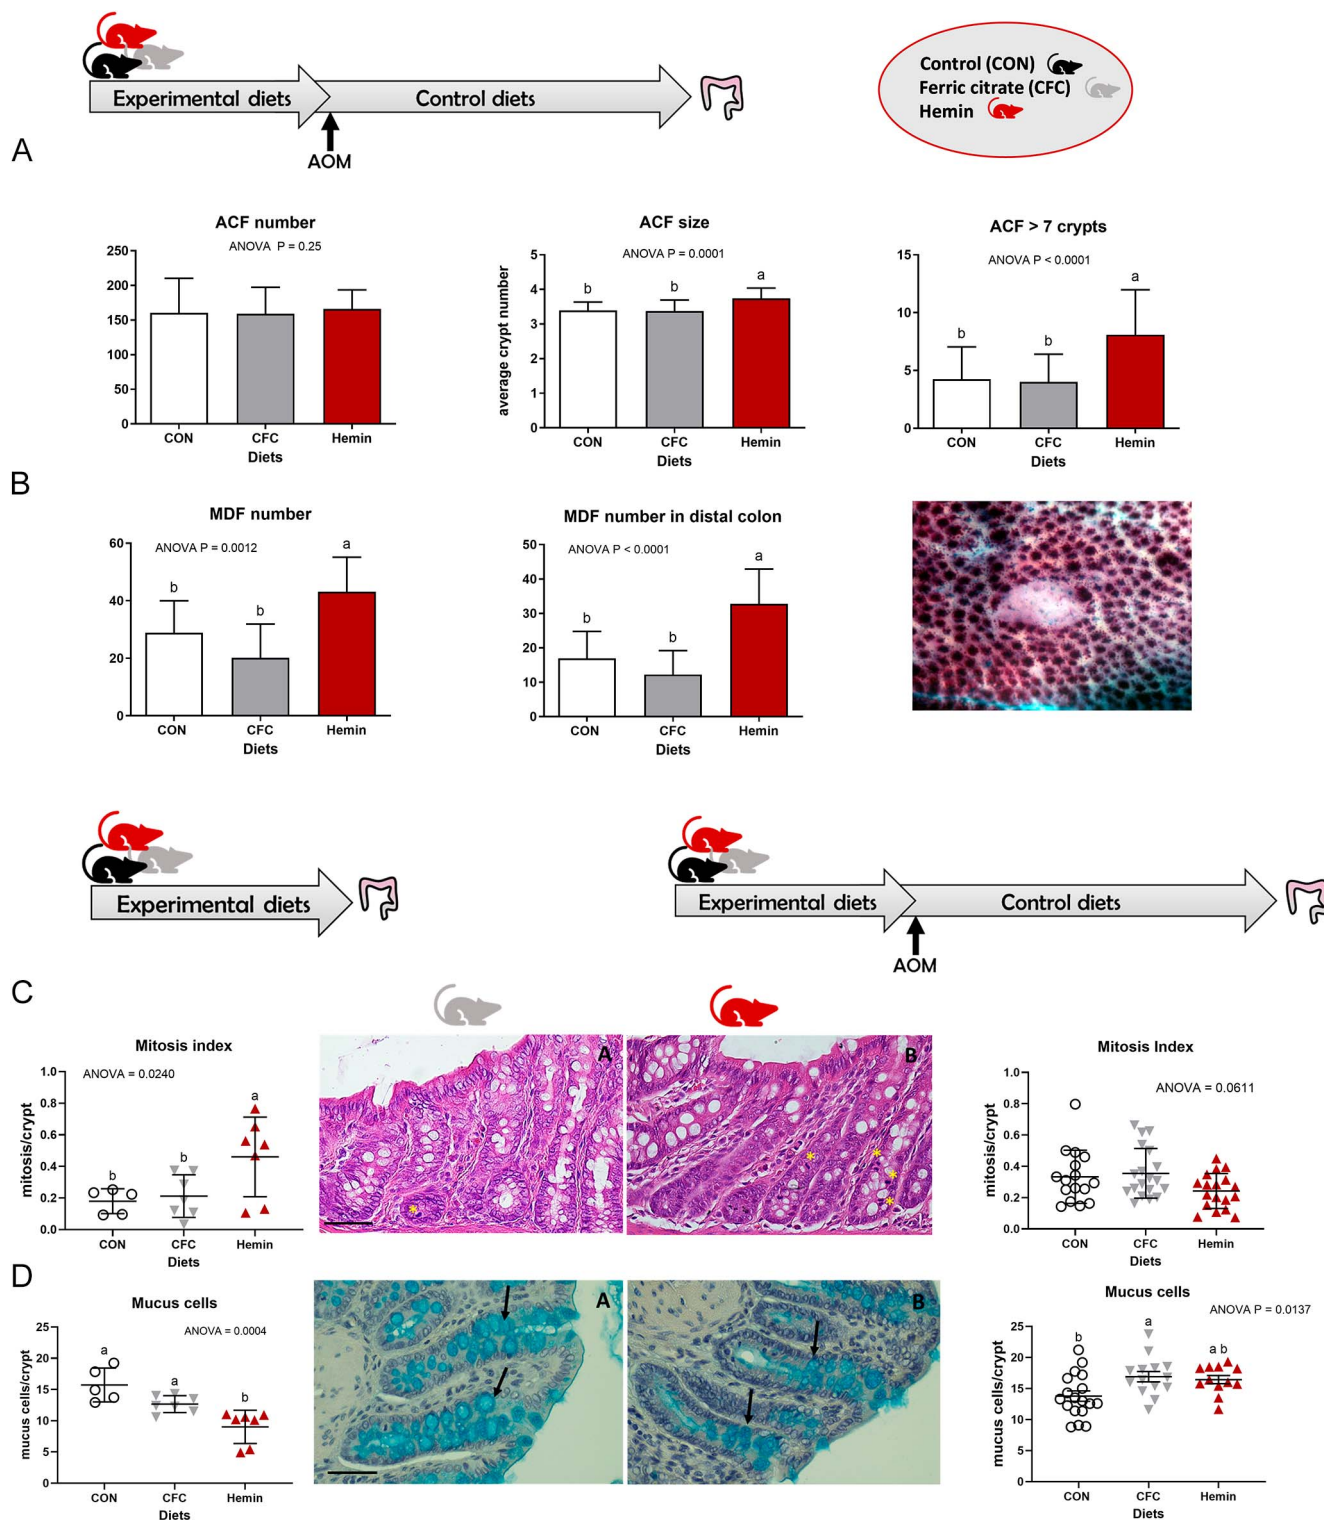 Experimental diets
Control diets
AOM
Control (CON)
Ferric citrate (CFC)
Hemin
A
ACF number
ANOVA P = 0.25
250
200
150
100
50
0
CON CFC Hemin
Diets
ACF size
ANOVA P = 0.0001
average crypt number
5
4
3
2
1
0
b b a
CON CFC Hemin
Diets
ACF > 7 crypts
ANOVA P < 0.0001
15
10
5
0
b b a
CON CFC Hemin
Diets
B
MDF number
ANOVA P = 0.0012
60
40
20
0
b b a
CON CFC Hemin
Diets
MDF number in distal colon
ANOVA P < 0.0001
50
40
30
20
10
0
b b a
CON CFC Hemin
Diets
Experimental diets
Experimental diets
Control diets
AOM
C
Mitosis index
ANOVA = 0.0240
mitosis/crypt
1.0
0.8
0.6
0.4
0.2
0.0
b b a
CON CFC Hemin
Diets
A
*
B
* * * *
Mitosis Index
ANOVA = 0.0611
mitosis/crypt
1.0
0.8
0.6
0.4
0.2
0.0
CON CFC Hemin
Diets
D
Mucus cells
ANOVA = 0.0004
mucus cells/crypt
25
20
15
10
5
0
a a b
CON CFC Hemin
Diets
A
B
Mucus cells
ANOVA P = 0.0137
mucus cells/crypt
25
20
15
10
5
0
b a a b
CON CFC Hemin
Diets